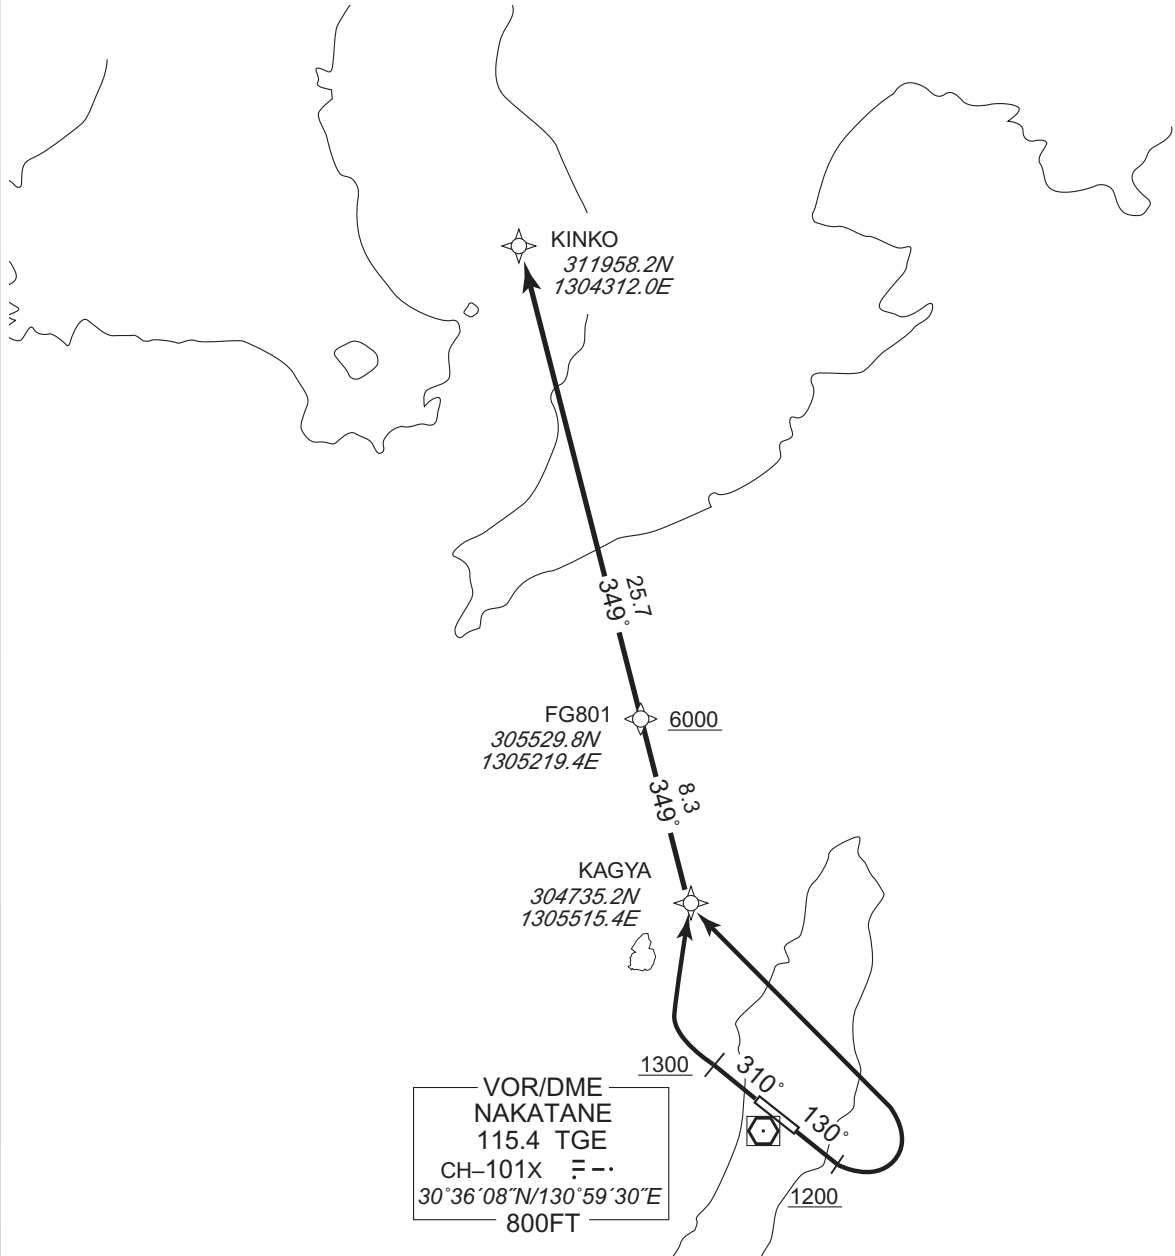 KINKO
311958.2N
1304312.0E
25.7
349°
FG801
305529.8N
1305219.4E
6000
8.3
349°
KAGYA
304735.2N
1305515.4E
1300
310°
130°
1200
VOR/DME
NAKATANE
115.4 TGE
CH–101X
30°36´08˝N/130°59´30˝E
800FT